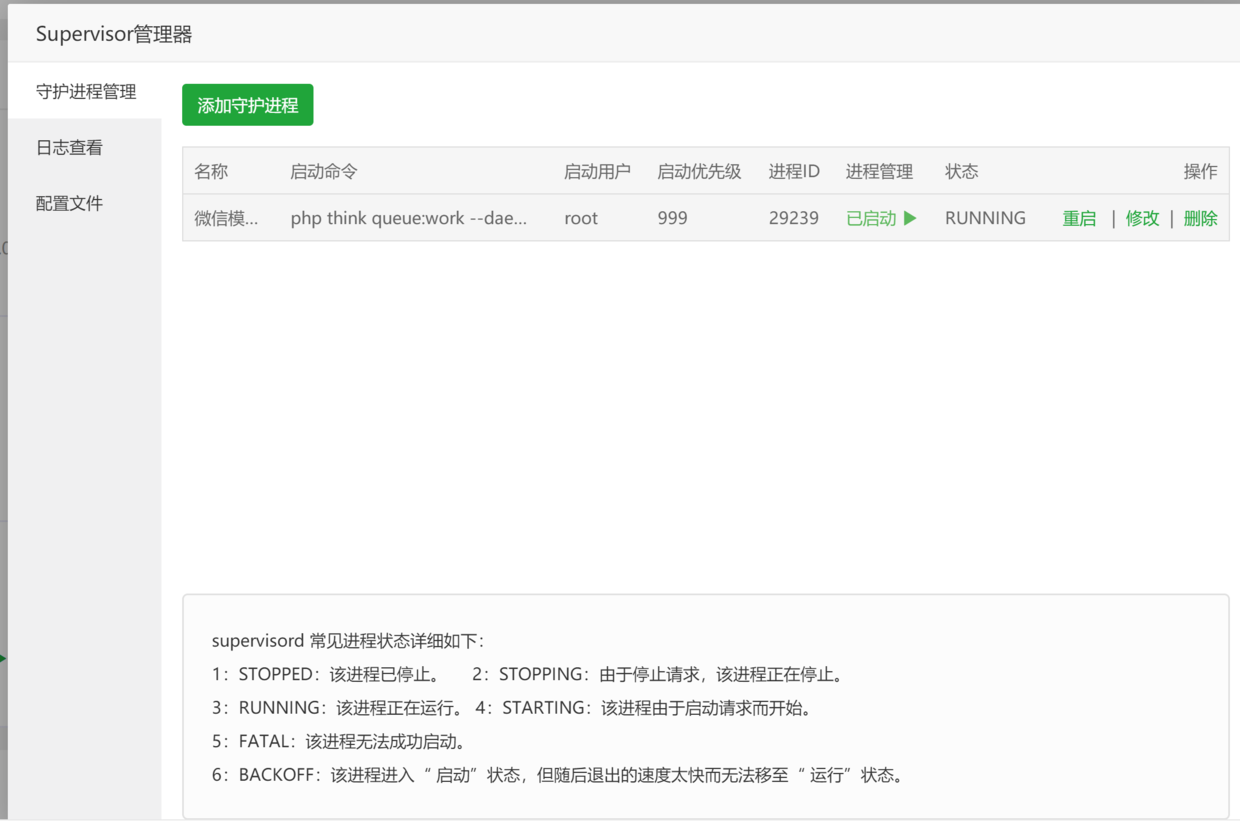 Supervisor管理器
守护进程管理
日志查看
配置文件
添加守护进程
名称 启动命令 启动用户 启动优先级 进程ID 进程管理 状态 操作
微信模... php think queue:work --dae... root 999 29239 已启动 RUNNING 重启 | 修改 | 删除
supervisord 常见进程状态详细如下：
1：STOPPED：该进程已停止。 2：STOPPING：由于停止请求，该进程正在停止。
3：RUNNING：该进程正在运行。 4：STARTING：该进程由于启动请求而开始。
5：FATAL：该进程无法成功启动。
6：BACKOFF：该进程进入“ 启动”状态，但随后退出的速度太快而无法移至“ 运行”状态。